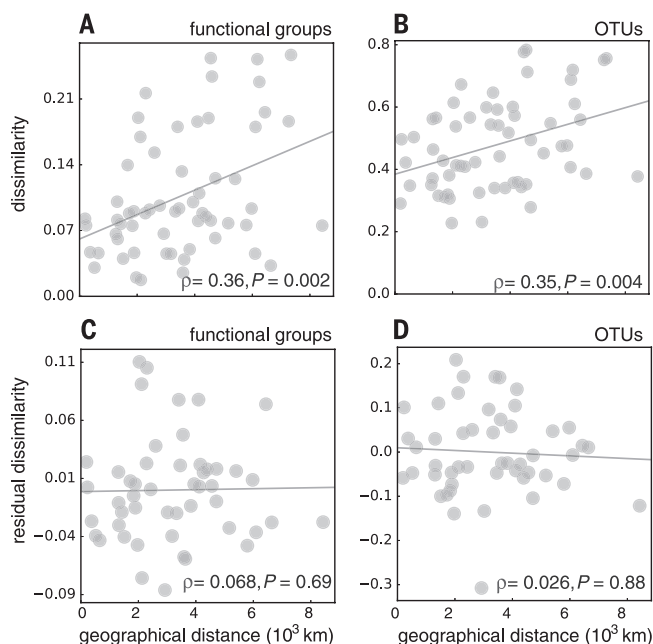 A functional groups
B OTUs
dissimilarity
0.21
0.14
0.07
0.00
ρ= 0.36, P = 0.002
0.8
0.6
0.4
0.2
0.0
ρ= 0.35, P = 0.004
C functional groups
D OTUs
residual dissimilarity
0.11
0.06
0.01
−0.04
−0.09
ρ= 0.068, P = 0.69
0 2 4 6 8
geographical distance (10³ km)
0.2
0.1
0.0
−0.1
−0.2
−0.3
ρ= 0.026, P = 0.88
0 2 4 6 8
geographical distance (10³ km)